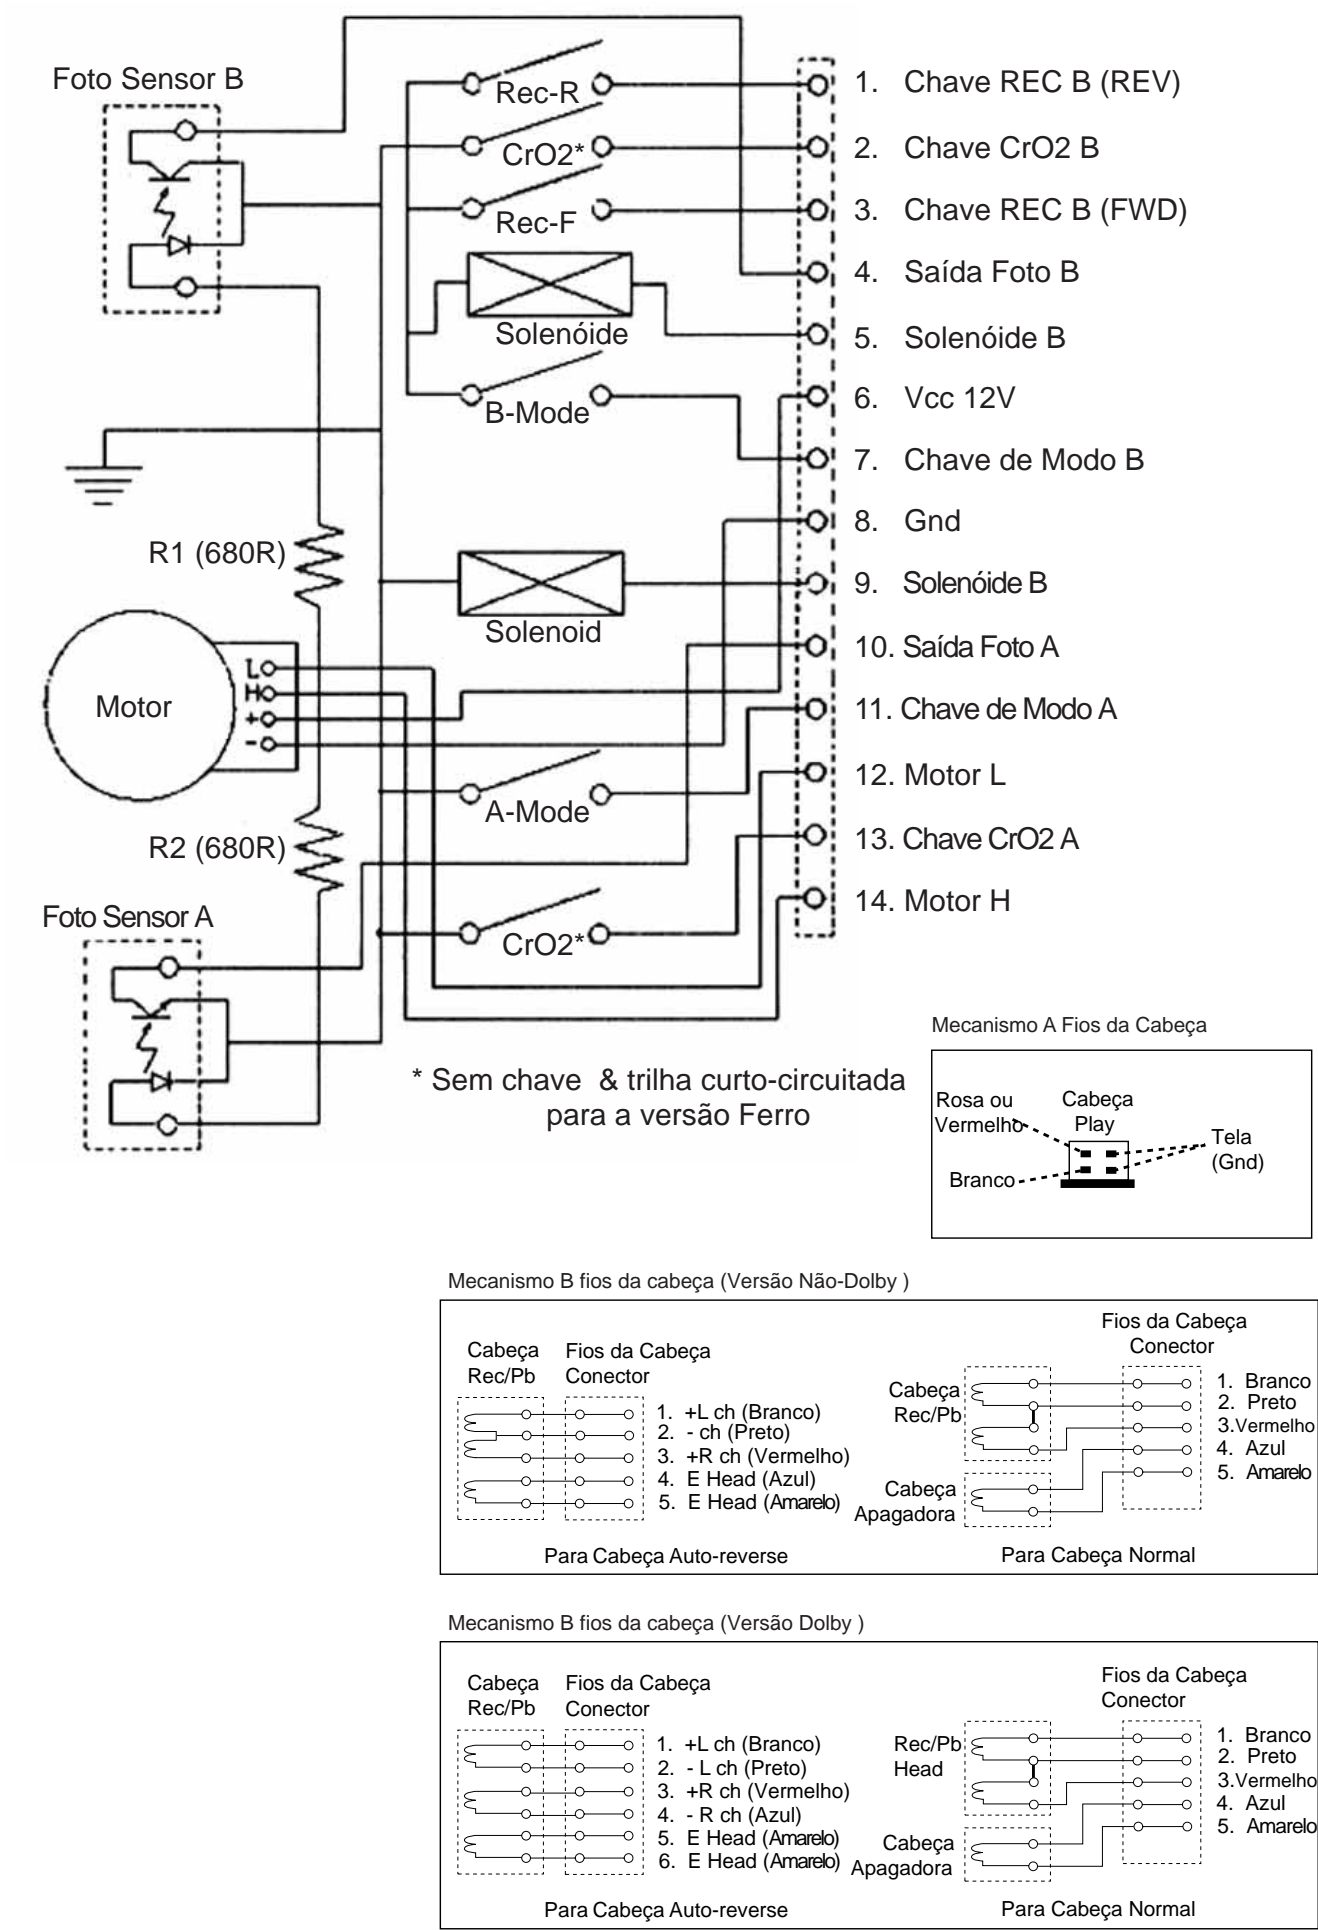 Foto Sensor B
Rec-R
CrO2*
Rec-F
Solenóide
B-Mode
1. Chave REC B (REV)
2. Chave CrO2 B
3. Chave REC B (FWD)
4. Saída Foto B
5. Solenóide B
6. Vcc 12V
7. Chave de Modo B
8. Gnd
9. Solenóide B
10. Saída Foto A
11. Chave de Modo A
12. Motor L
13. Chave CrO2 A
14. Motor H
R1 (680R)
Solenoid
Motor
L
H
+
-
A-Mode
R2 (680R)
Foto Sensor A
CrO2*
* Sem chave & trilha curto-circuitada
para a versão Ferro
Mecanismo A Fios da Cabeça
Rosa ou
Vermelho
Cabeça
Play
Tela
(Gnd)
Branco
Mecanismo B fios da cabeça (Versão Não-Dolby )
Cabeça
Rec/Pb
Fios da Cabeça
Conector
1. +L ch (Branco)
2. - ch (Preto)
3. +R ch (Vermelho)
4. E Head (Azul)
5. E Head (Amarelo)
Para Cabeça Auto-reverse
Fios da Cabeça
Conector
Cabeça
Rec/Pb
Cabeça
Apagadora
1. Branco
2. Preto
3.Vermelho
4. Azul
5. Amarelo
Para Cabeça Normal
Mecanismo B fios da cabeça (Versão Dolby )
Cabeça
Rec/Pb
Fios da Cabeça
Conector
1. +L ch (Branco)
2. - L ch (Preto)
3. +R ch (Vermelho)
4. - R ch (Azul)
5. E Head (Amarelo)
6. E Head (Amarelo)
Para Cabeça Auto-reverse
Fios da Cabeça
Conector
Rec/Pb
Head
Cabeça
Apagadora
1. Branco
2. Preto
3.Vermelho
4. Azul
5. Amarelo
Para Cabeça Normal